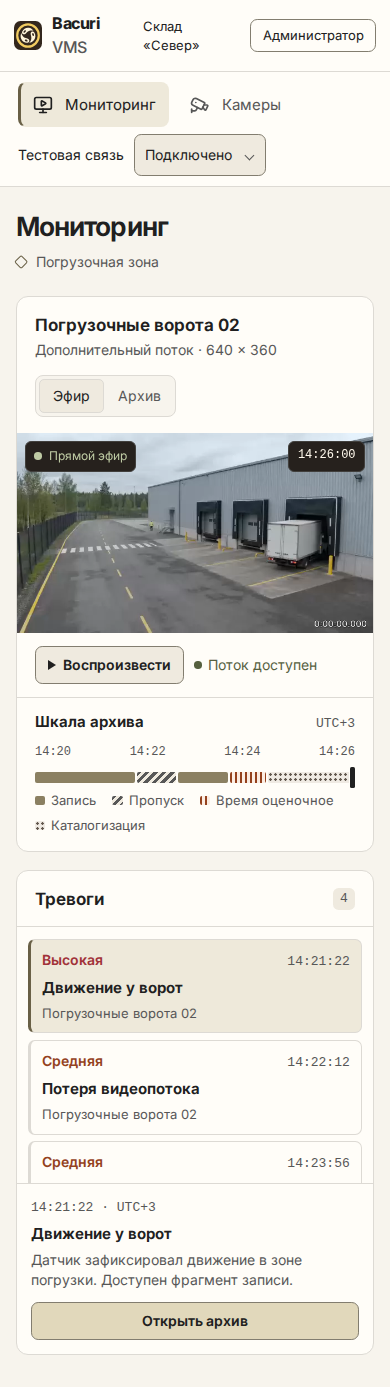 Bacuri
VMS
Склад
«Север»
Администратор
Мониторинг
Камеры
Тестовая связь
Подключено
Мониторинг
Погрузочная зона
Погрузочные ворота 02
Дополнительный поток · 640 × 360
Эфир
Архив
Прямой эфир
14:26:00
0:00:00.000
Воспроизвести
Поток доступен
Шкала архива
UTC+3
14:20
14:22
14:24
14:26
Запись
Пропуск
Время оценочное
Каталогизация
Тревоги
4
Высокая
14:21:22
Движение у ворот
Погрузочные ворота 02
Средняя
14:22:12
Потеря видеопотока
Погрузочные ворота 02
Средняя
14:23:56
14:21:22 · UTC+3
Движение у ворот
Датчик зафиксировал движение в зоне
погрузки. Доступен фрагмент записи.
Открыть архив